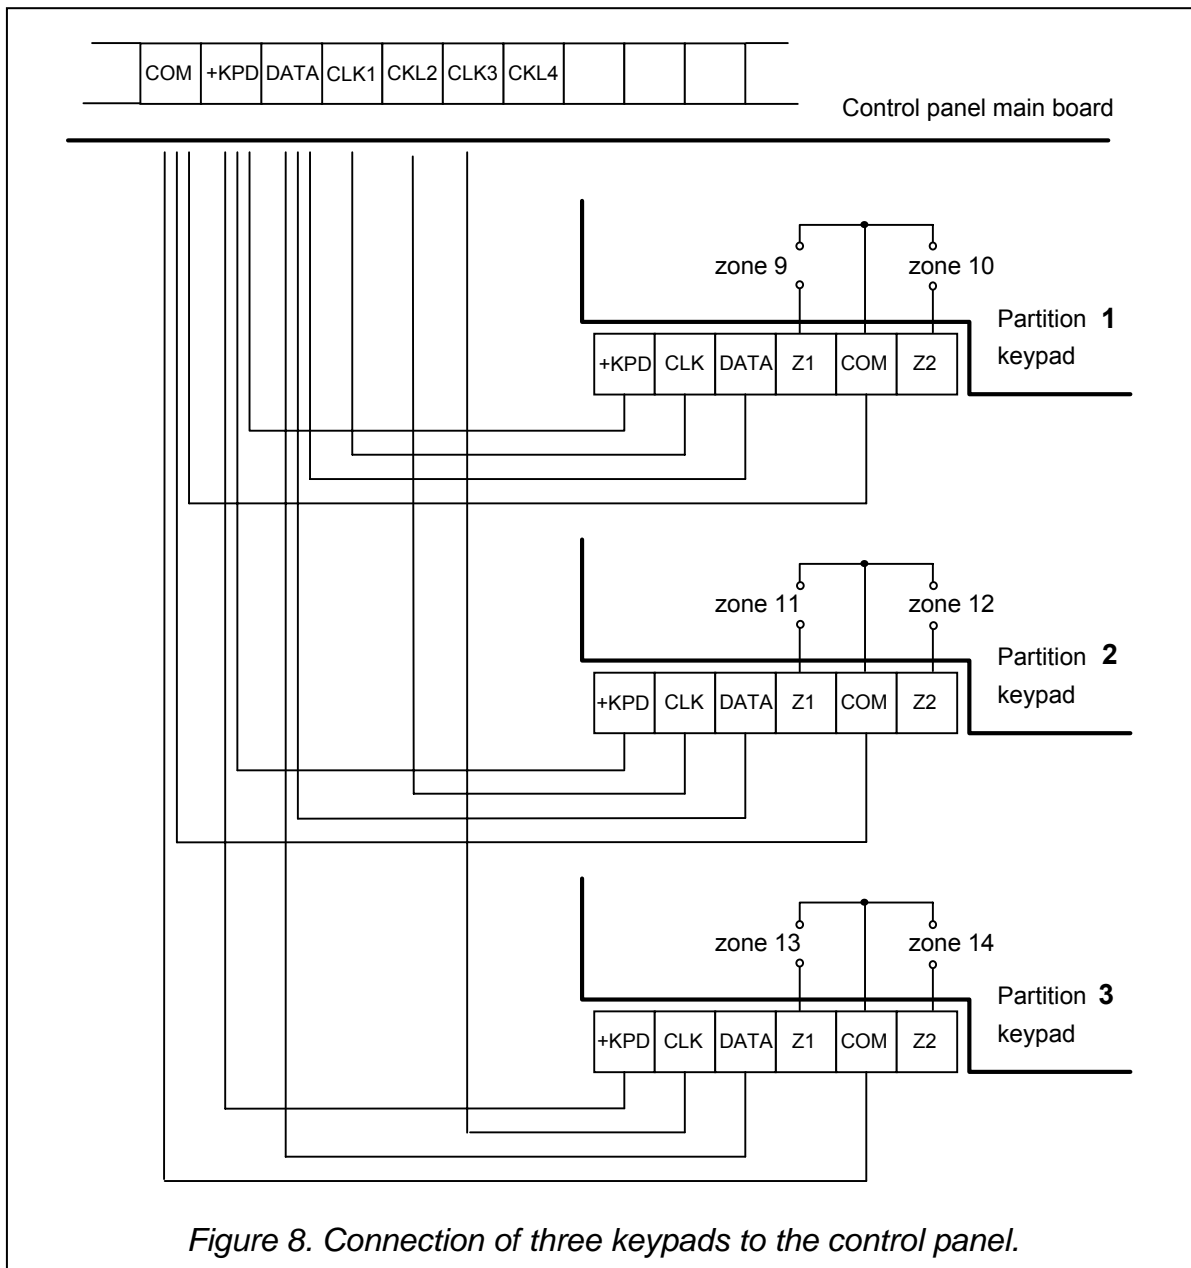 COM +KPD DATA CLK1 CKL2 CLK3 CKL4
Control panel main board
zone 9 zone 10
Partition 1
keypad
+KPD CLK DATA Z1 COM Z2
zone 11 zone 12
Partition 2
keypad
+KPD CLK DATA Z1 COM Z2
zone 13 zone 14
Partition 3
keypad
+KPD CLK DATA Z1 COM Z2
Figure 8. Connection of three keypads to the control panel.